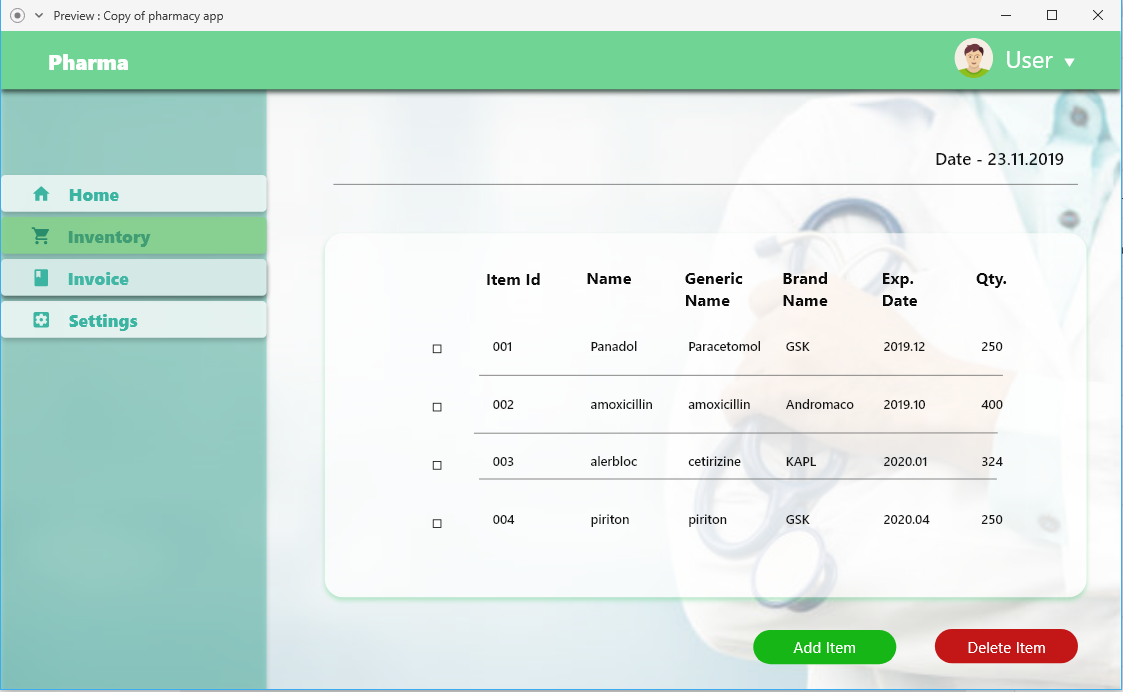 Preview : Copy of pharmacy app
Pharma
User
Date - 23.11.2019
Home
Inventory
Invoice
Settings
Item Id Name Generic Name Brand Name Exp. Date Qty.
001 Panadol Paracetomol GSK 2019.12 250
002 amoxicillin amoxicillin Andromaco 2019.10 400
003 alerbloc cetirizine KAPL 2020.01 324
004 piriton piriton GSK 2020.04 250
Add Item Delete Item